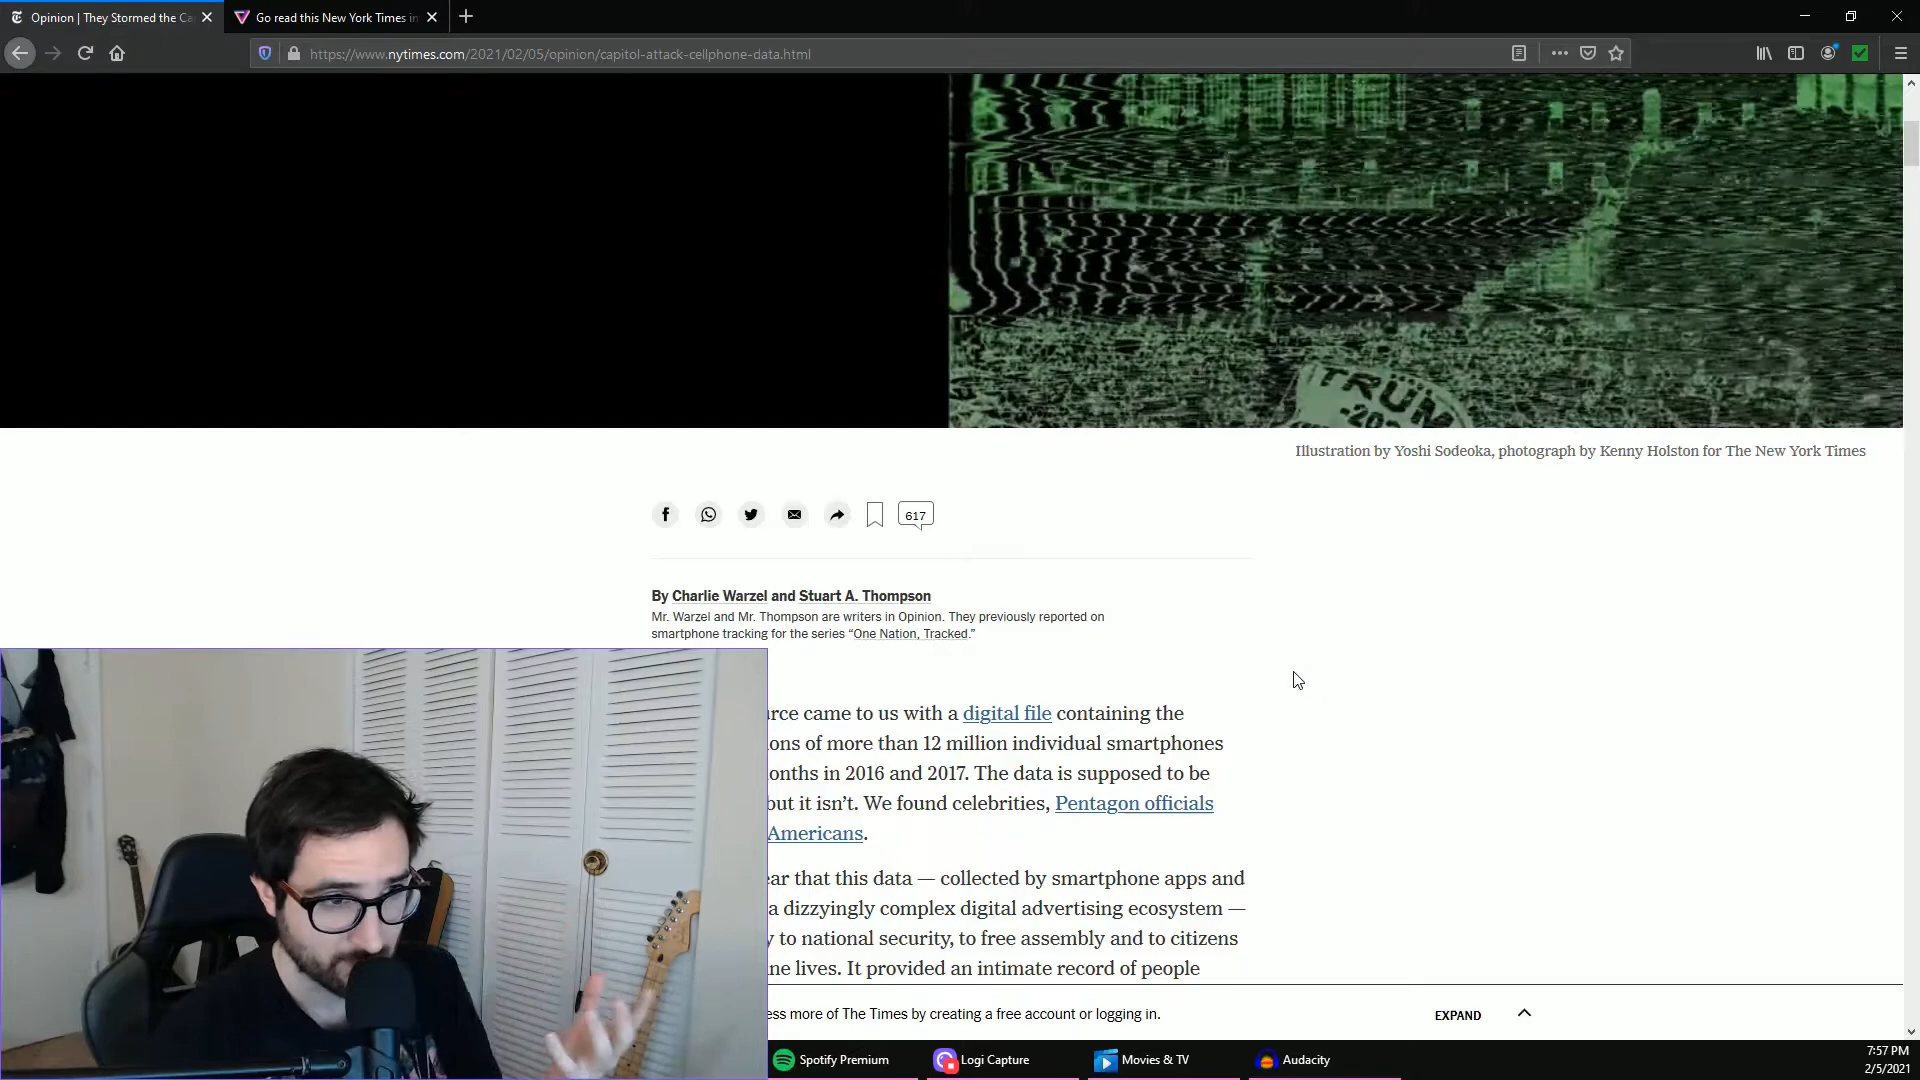 Opinion | They Stormed the Ca
Go read this New York Times in
https://www.nytimes.com/2021/02/05/opinion/capitol-attack-cellphone-data.html
TRUM
-202
Illustration by Yoshi Sodeoka, photograph by Kenny Holston for The New York Times
617
By Charlie Warzel and Stuart A. Thompson
Mr. Warzel and Mr. Thompson are writers in Opinion. They previously reported on
smartphone tracking for the series “One Nation, Tracked.”
urce came to us with a digital file containing the
ions of more than 12 million individual smartphones
onths in 2016 and 2017. The data is supposed to be
but it isn’t. We found celebrities, Pentagon officials
Americans.
ear that this data — collected by smartphone apps and
a dizzyingly complex digital advertising ecosystem —
y to national security, to free assembly and to citizens
ne lives. It provided an intimate record of people
ess more of The Times by creating a free account or logging in.
EXPAND
Spotify Premium
Logi Capture
Movies & TV
Audacity
7:57 PM
2/5/2021